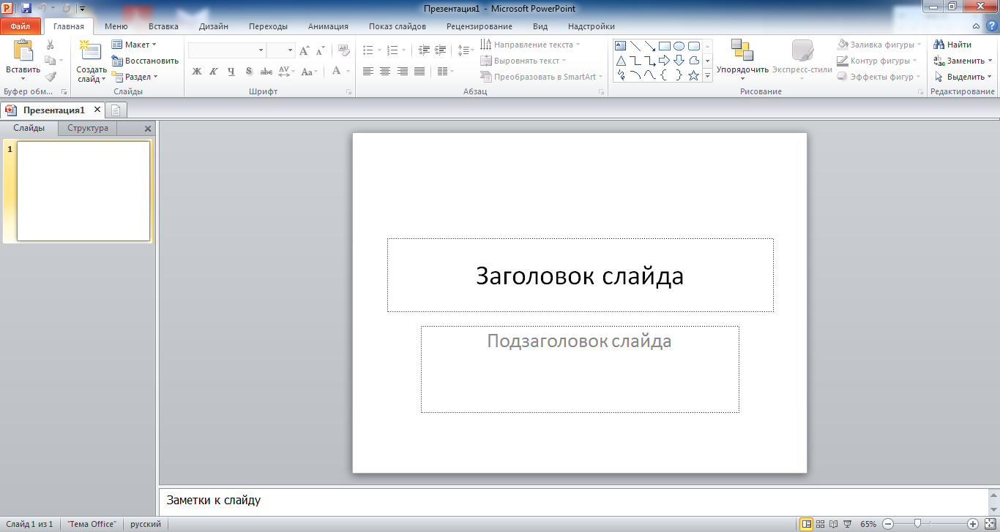 Презентация1 - Microsoft PowerPoint
Файл Главная Меню Вставка Дизайн Переходы Анимация Показ слайдов Рецензирование Вид Надстройки
Вставить
Буфер обм...
Создать слайд
Макет
Восстановить
Раздел
Слайды
Ж К Ч S abc AV Aa A
Шрифт
Направление текста
Выровнять текст
Преобразовать в SmartArt
Абзац
Упорядочить
Экспресс-стили
Заливка фигуры
Контур фигуры
Эффекты фигур
Рисование
Найти
Заменить
Выделить
Редактирование
Презентация1
Слайды Структура
1
Заголовок слайда
Подзаголовок слайда
Заметки к слайду
Слайд 1 из 1 "Тема Office" русский 65%